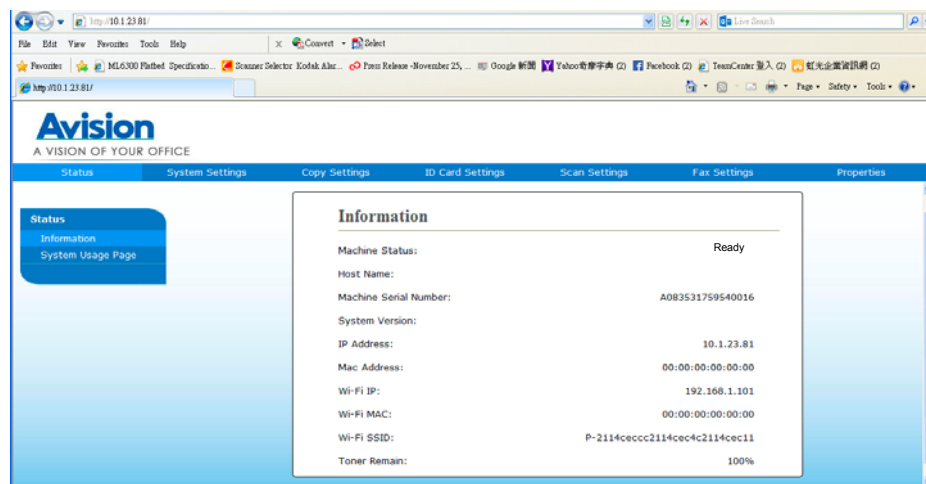 http://10.1.23.81/
Live Search
File Edit View Favorites Tools Help
x Convert Select
Favorites ML6300 Flatbed Specificatio... Scanner Selector Kodak Alar... Press Release -November 25, ... Google 新聞 Yahoo奇摩字典 (2) Facebook (2) TeamCenter 登入 (2) 虹光企業資訊網 (2)
http://10.1.23.81/
Page Safety Tools
Avision
A VISION OF YOUR OFFICE
Status System Settings Copy Settings ID Card Settings Scan Settings Fax Settings Properties
Status
Information
System Usage Page
Information
Machine Status: Ready
Host Name:
Machine Serial Number: A083531759540016
System Version:
IP Address: 10.1.23.81
Mac Address: 00:00:00:00:00:00
Wi-Fi IP: 192.168.1.101
Wi-Fi MAC: 00:00:00:00:00:00
Wi-Fi SSID: P-2114ceccc2114cec4c2114cec11
Toner Remain: 100%